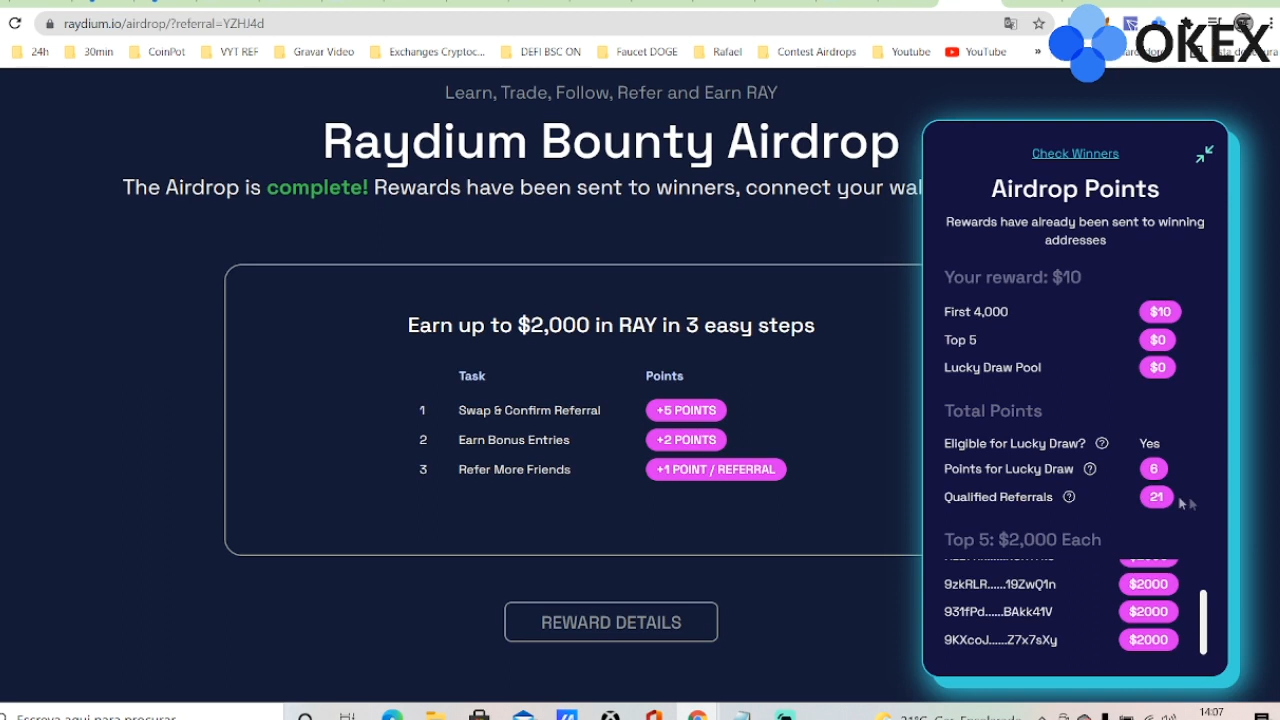 raydium.io/airdrop/?referral=YZHJ4d
24h
30min
CoinPot
VYT REF
Gravar Video
Exchanges Cryptoc...
DEFI BSC ON
Faucet DOGE
Rafael
Contest Airdrops
Youtube
YouTube
»
OKEX
Learn, Trade, Follow, Refer and Earn RAY
Raydium Bounty Airdrop
The Airdrop is complete! Rewards have been sent to winners, connect your wal
Earn up to $2,000 in RAY in 3 easy steps
Task Points
1 Swap & Confirm Referral +5 POINTS
2 Earn Bonus Entries +2 POINTS
3 Refer More Friends +1 POINT / REFERRAL
REWARD DETAILS
Check Winners
Airdrop Points
Rewards have already been sent to winning
addresses
Your reward: $10
First 4,000 $10
Top 5 $0
Lucky Draw Pool $0
Total Points
Eligible for Lucky Draw? Yes
Points for Lucky Draw 6
Qualified Referrals 21
Top 5: $2,000 Each
9zkRLR......19ZwQ1n $2000
931fPd......BAkk41V $2000
9KXcoJ......Z7x7sXy $2000
Escreva aqui para procurar
14:07